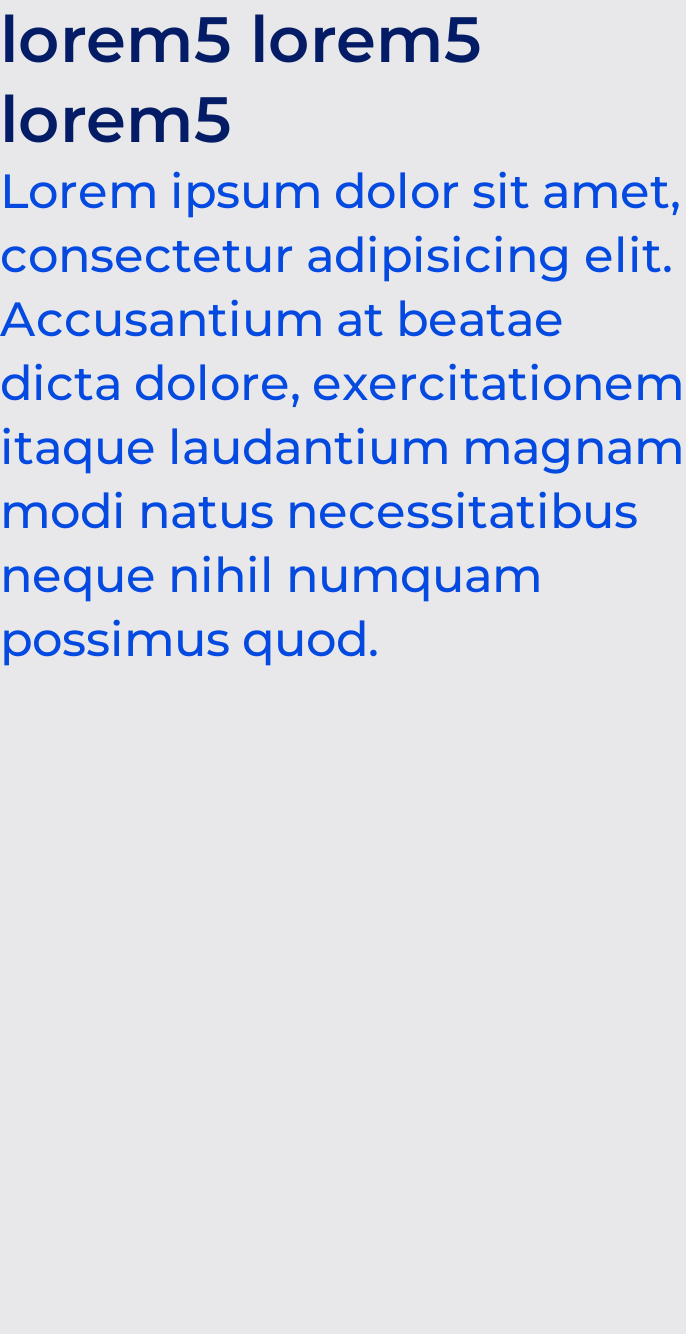 lorem5 lorem5
lorem5
Lorem ipsum dolor sit amet,
consectetur adipisicing elit.
Accusantium at beatae
dicta dolore, exercitationem
itaque laudantium magnam
modi natus necessitatibus
neque nihil numquam
possimus quod.